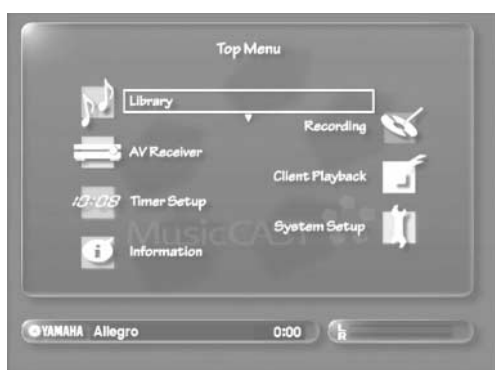 Top Menu
Library
Recording
AV Receiver
Client Playback
10:08 Timer Setup
System Setup
MusicCAST
i Information
YAMAHA Allegro 0:00 L
R